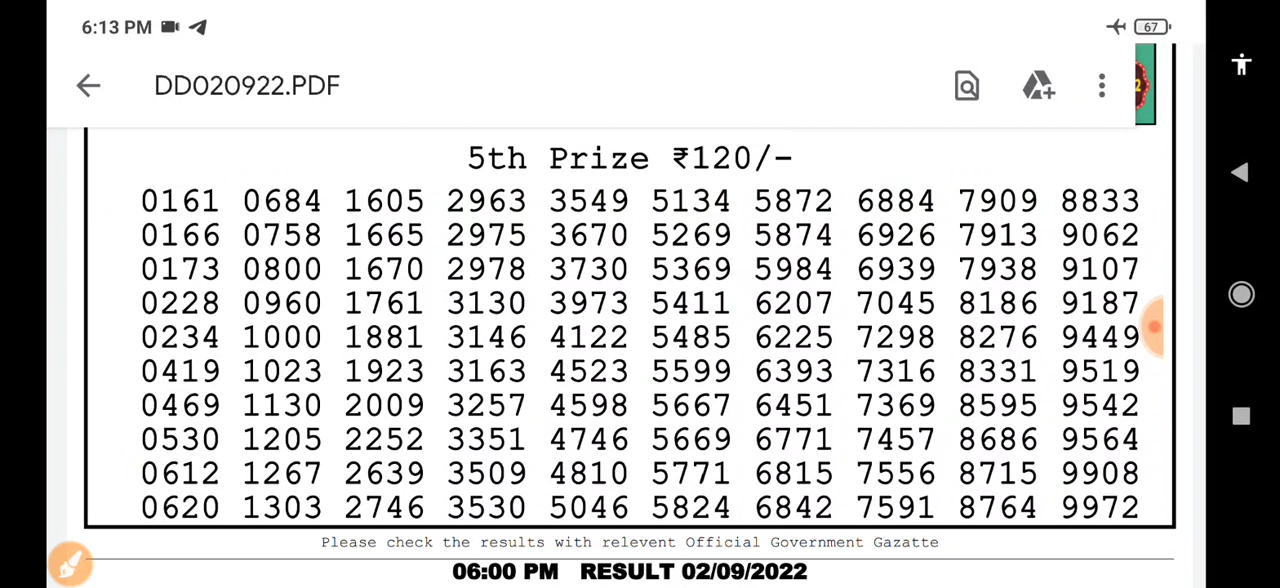 6:13 PM 67
DD020922.PDF
2
5th Prize ₹120/-
0161 0684 1605 2963 3549 5134 5872 6884 7909 8833
0166 0758 1665 2975 3670 5269 5874 6926 7913 9062
0173 0800 1670 2978 3730 5369 5984 6939 7938 9107
0228 0960 1761 3130 3973 5411 6207 7045 8186 9187
0234 1000 1881 3146 4122 5485 6225 7298 8276 9449
0419 1023 1923 3163 4523 5599 6393 7316 8331 9519
0469 1130 2009 3257 4598 5667 6451 7369 8595 9542
0530 1205 2252 3351 4746 5669 6771 7457 8686 9564
0612 1267 2639 3509 4810 5771 6815 7556 8715 9908
0620 1303 2746 3530 5046 5824 6842 7591 8764 9972
Please check the results with relevent Official Government Gazatte
06:00 PM RESULT 02/09/2022